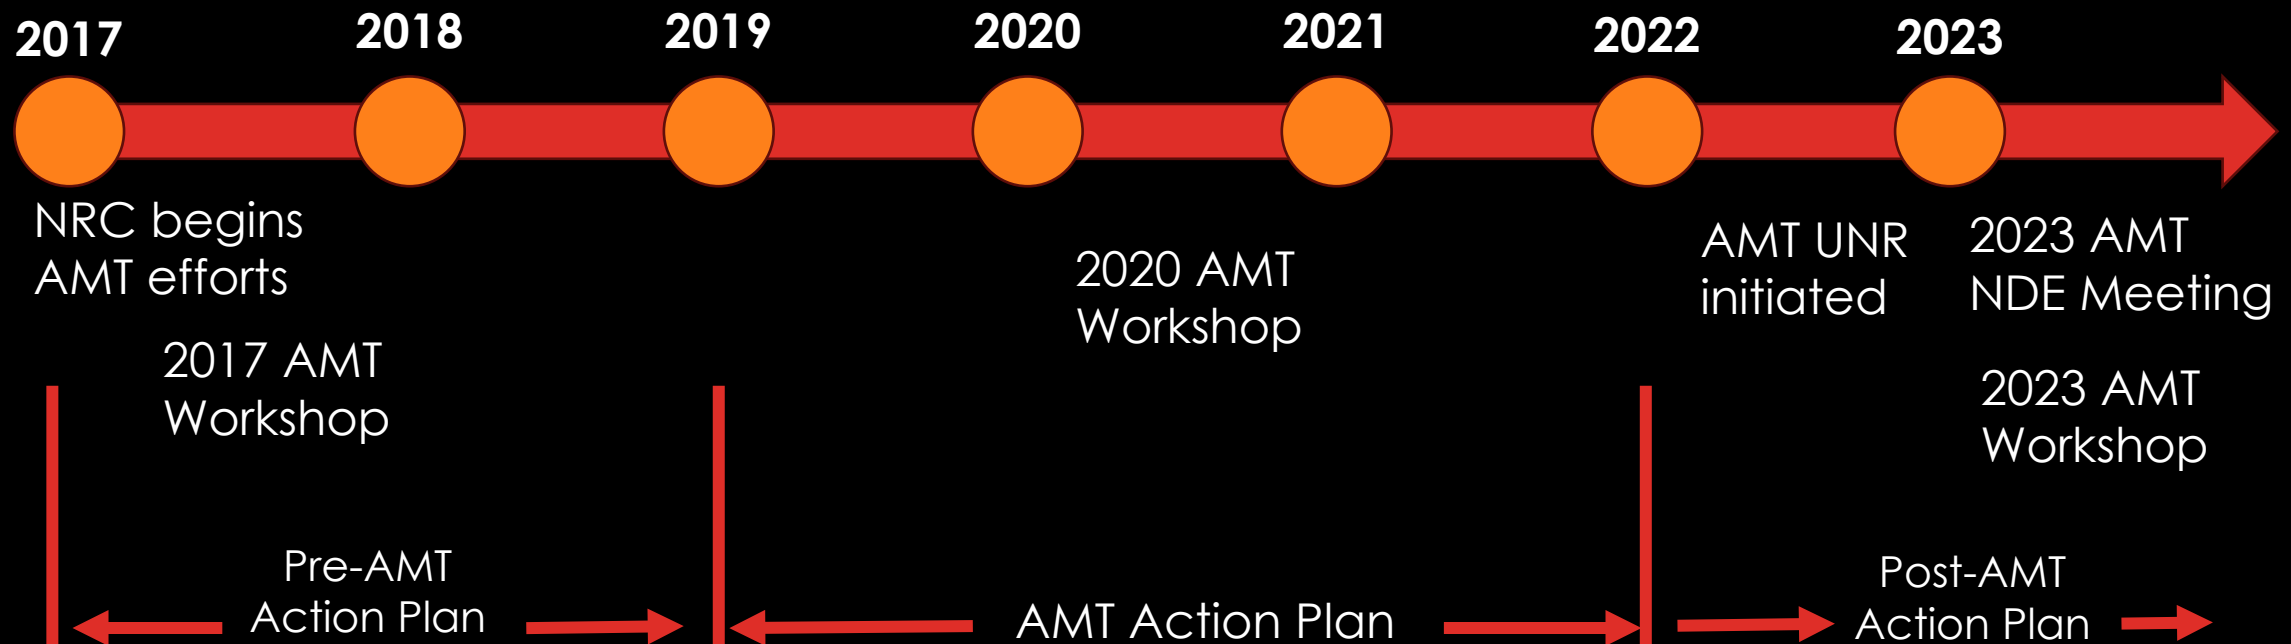 2017
2018
2019
2020
2021
2022
2023
NRC begins
AMT efforts
2017 AMT
Workshop
2020 AMT
Workshop
AMT UNR
initiated
2023 AMT
NDE Meeting
2023 AMT
Workshop
Pre-AMT
Action Plan
AMT Action Plan
Post-AMT
Action Plan